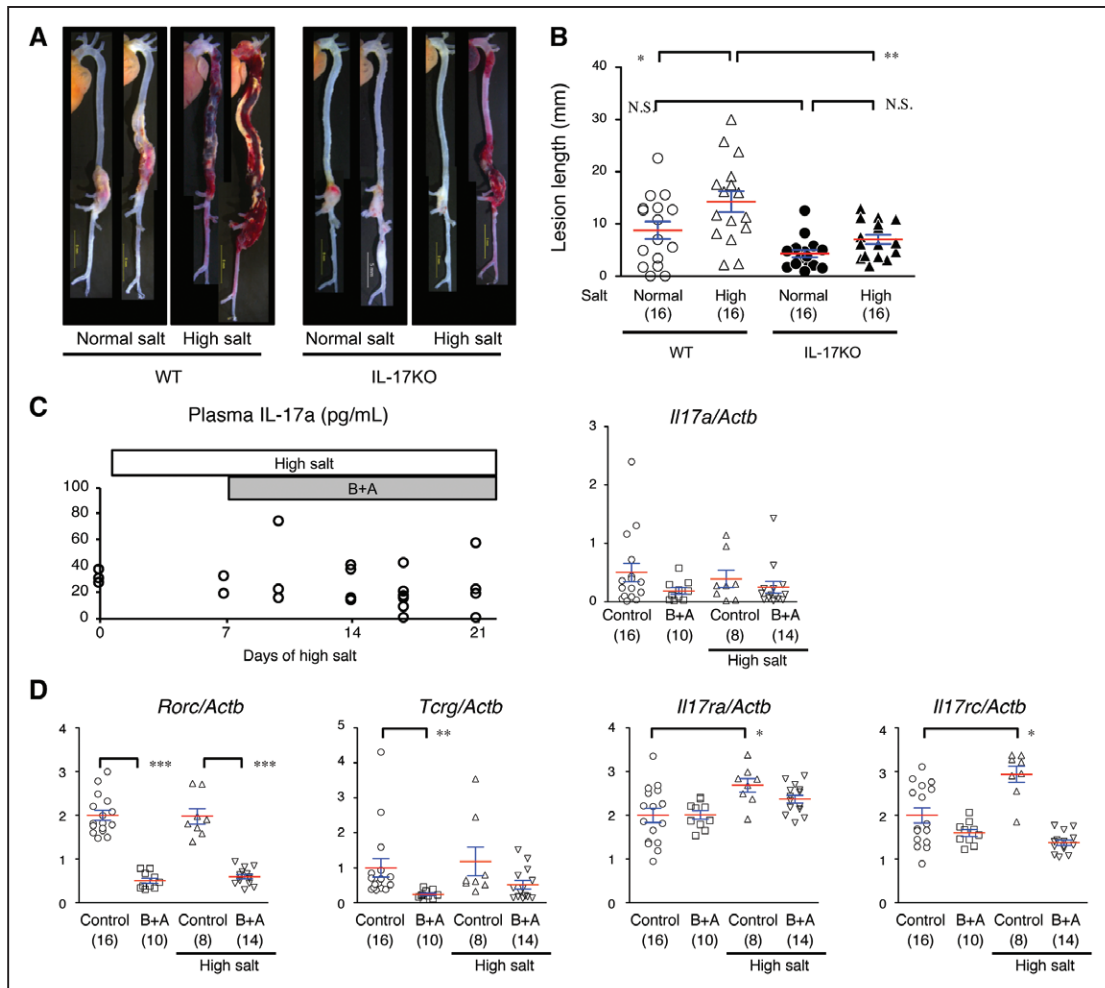 A
Normal salt High salt
WT
Normal salt High salt
IL-17KO
B
* **
N.S. N.S.
Lesion length (mm)
40
30
20
10
0
Salt Normal High Normal High
(16) (16) (16) (16)
WT IL-17KO
C
Plasma IL-17a (pg/mL)
High salt
B+A
100
80
60
40
20
0
0 7 14 21
Days of high salt
Il17a/Actb
3
2
1
0
Control B+A Control B+A
(16) (10) (8) (14)
High salt
D
Rorc/Actb
4
3
2
1
0
*** ***
Control B+A Control B+A
(16) (10) (8) (14)
High salt
Tcrg/Actb
5
4
3
2
1
0
**
Control B+A Control B+A
(16) (10) (8) (14)
High salt
Il17ra/Actb
4
3
2
1
0
*
Control B+A Control B+A
(16) (10) (8) (14)
High salt
Il17rc/Actb
4
3
2
1
0
*
Control B+A Control B+A
(16) (10) (8) (14)
High salt